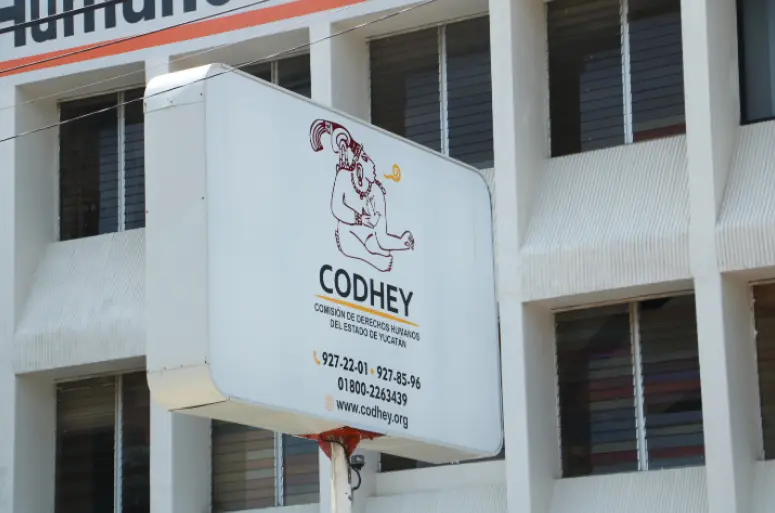 Humanos
CODHEY
COMISIÓN DE DERECHOS HUMANOS
DEL ESTADO DE YUCATÁN
927-22-01 • 927-85-96
01800-2263439
www.codhey.org